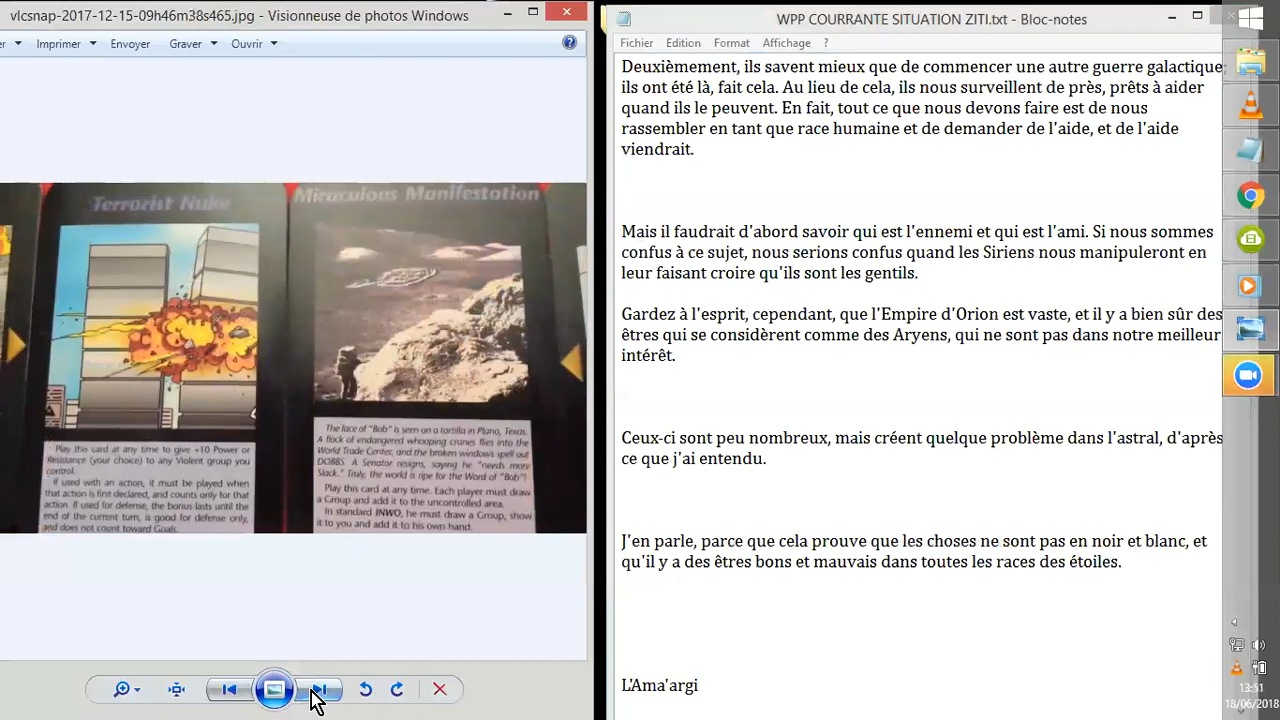 vlcsnap-2017-12-15-09h46m38s465.jpg - Visionneuse de photos Windows
Imprimer Envoyer Graver Ouvrir
Terrorist Nuke
Play this card at any time to give +10 Power or
Resistance (your choice) to any Violent group you
control.
If used with an action, it must be played when
that action is first declared, and counts only for that
action. If used for defense, the bonus lasts until the
end of the current turn, is good for defense only,
and does not count toward Goals.
Miraculous Manifestation
The face of "Bob" is seen on a tortilla in Plano, Texas.
A flock of endangered whooping cranes flies into the
World Trade Center, and the broken windows spell out
DOBBS. A Senator resigns, saying he "needs more
Slack." Truly, the world is ripe for the Word of "Bob"!
Play this card at any time. Each player must draw
a Group and add it to the uncontrolled area.
In standard INWO, he must draw a Group, show
it to you and add it to his own hand.
WPP COURRANTE SITUATION ZITI.txt - Bloc-notes
Fichier Edition Format Affichage ?
Deuxièmement, ils savent mieux que de commencer une autre guerre galactique;
ils ont été là, fait cela. Au lieu de cela, ils nous surveillent de près, prêts à aider
quand ils le peuvent. En fait, tout ce que nous devons faire est de nous
rassembler en tant que race humaine et de demander de l'aide, et de l'aide
viendrait.
Mais il faudrait d'abord savoir qui est l'ennemi et qui est l'ami. Si nous sommes
confus à ce sujet, nous serions confus quand les Siriens nous manipuleront en
leur faisant croire qu'ils sont les gentils.
Gardez à l'esprit, cependant, que l'Empire d'Orion est vaste, et il y a bien sûr des
êtres qui se considèrent comme des Aryens, qui ne sont pas dans notre meilleur
intérêt.
Ceux-ci sont peu nombreux, mais créent quelque problème dans l'astral, d'après
ce que j'ai entendu.
J'en parle, parce que cela prouve que les choses ne sont pas en noir et blanc, et
qu'il y a des êtres bons et mauvais dans toutes les races des étoiles.
L'Ama'argi
13:51
18/06/2018